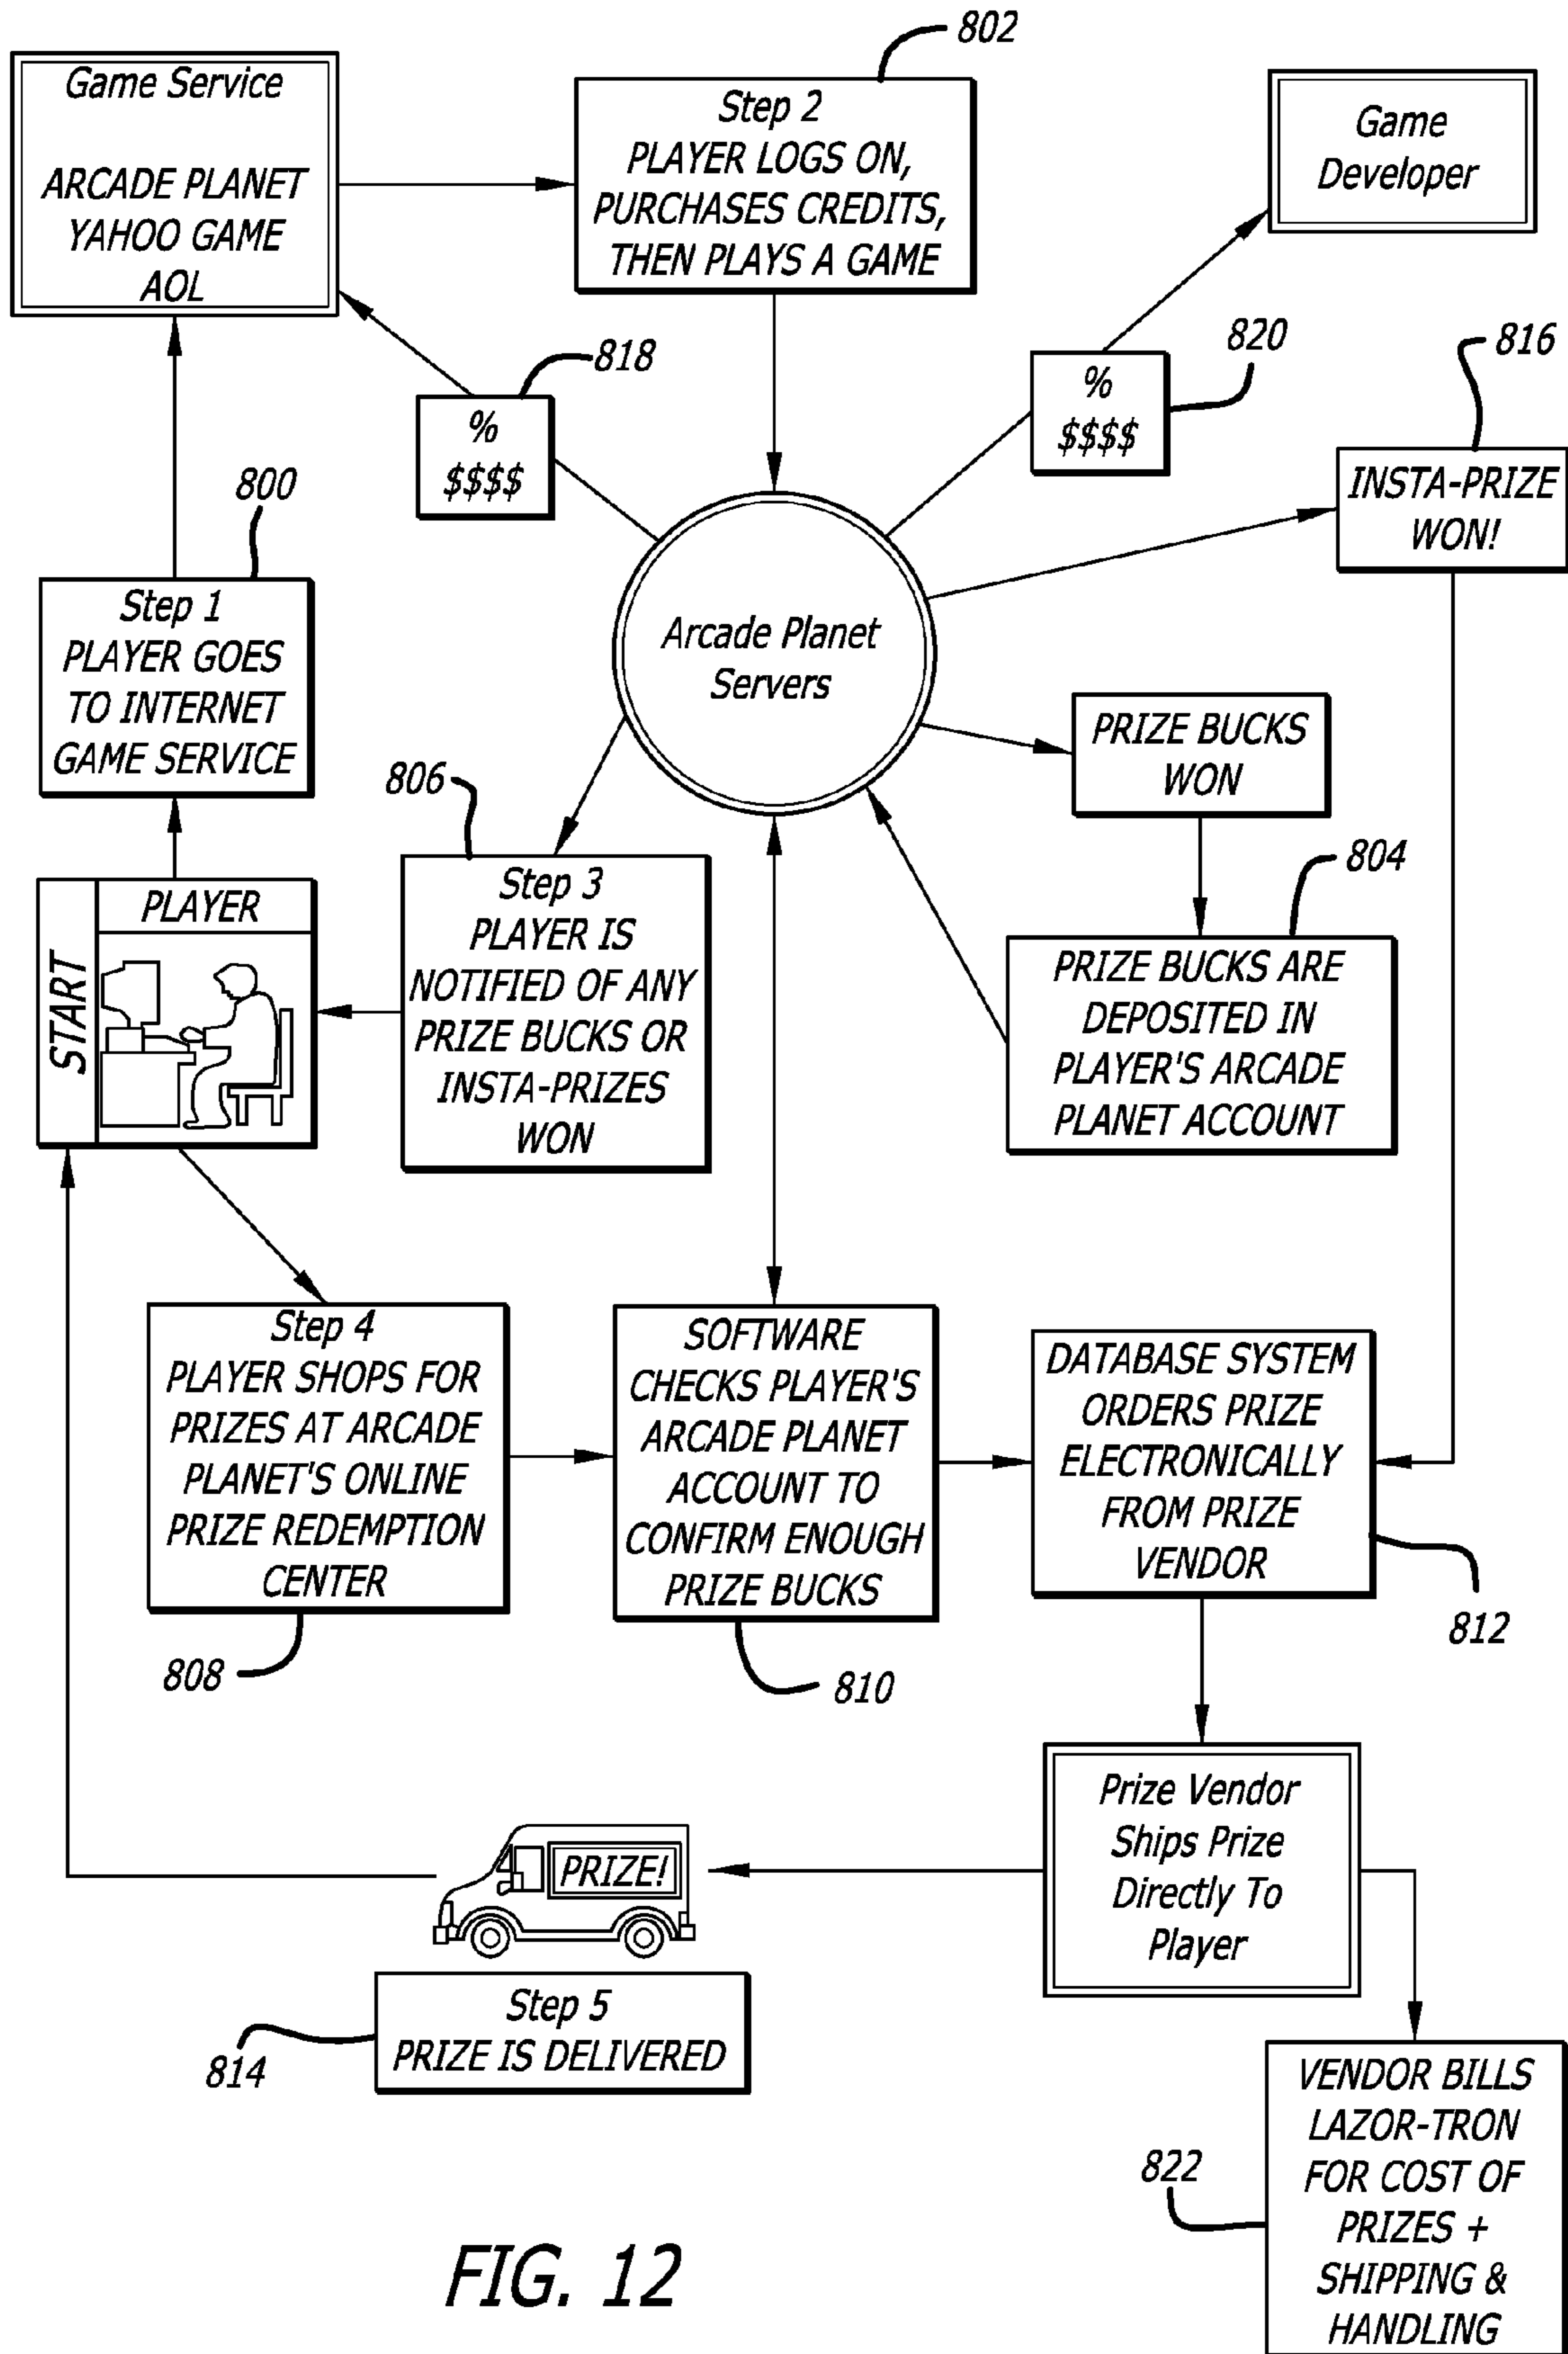 802
Game Service
ARCADE PLANET
YAHOO GAME
AOL
Step 2
PLAYER LOGS ON,
PURCHASES CREDITS,
THEN PLAYS A GAME
Game
Developer
818
%
$$$$
820
%
$$$$
816
INSTA-PRIZE
WON!
800
Step 1
PLAYER GOES
TO INTERNET
GAME SERVICE
Arcade Planet
Servers
PRIZE BUCKS
WON
806
804
START
PLAYER
Step 3
PLAYER IS
NOTIFIED OF ANY
PRIZE BUCKS OR
INSTA-PRIZES
WON
PRIZE BUCKS ARE
DEPOSITED IN
PLAYER'S ARCADE
PLANET ACCOUNT
Step 4
PLAYER SHOPS FOR
PRIZES AT ARCADE
PLANET'S ONLINE
PRIZE REDEMPTION
CENTER
808
SOFTWARE
CHECKS PLAYER'S
ARCADE PLANET
ACCOUNT TO
CONFIRM ENOUGH
PRIZE BUCKS
810
DATABASE SYSTEM
ORDERS PRIZE
ELECTRONICALLY
FROM PRIZE
VENDOR
812
Prize Vendor
Ships Prize
Directly To
Player
PRIZE!
Step 5
PRIZE IS DELIVERED
814
VENDOR BILLS
LAZOR-TRON
FOR COST OF
PRIZES +
SHIPPING &
HANDLING
822
FIG. 12